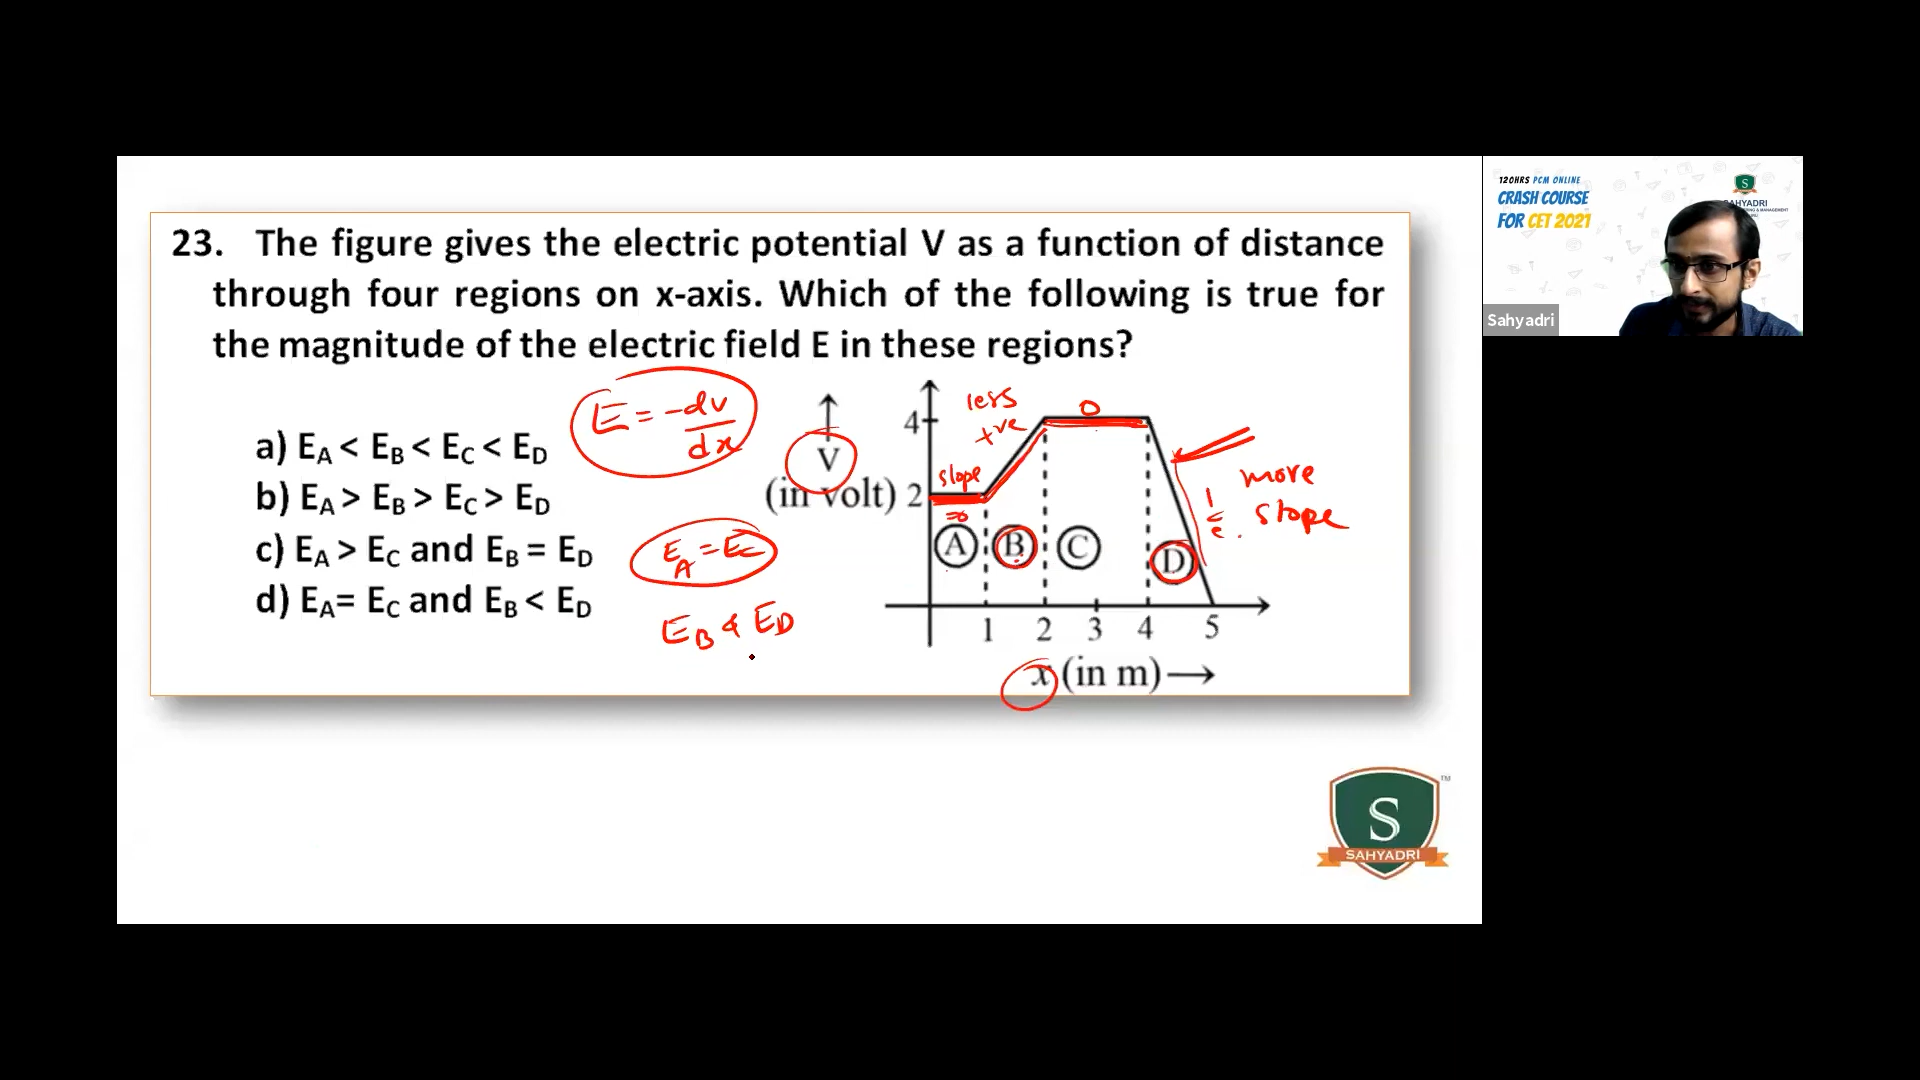 23. The figure gives the electric potential V as a function of distance
through four regions on x-axis. Which of the following is true for
the magnitude of the electric field E in these regions?
a) EA < EB < EC < ED
b) EA > EB > EC > ED
c) EA > EC and EB = ED
d) EA= EC and EB < ED
E = -dv
dx
EA = EC
EB & ED
V
(in volt)
4
2
less
+ve
0
slope
=0
more
slope
A
B
C
D
1 2 3 4 5
x (in m)
120HRS PCM ONLINE
CRASH COURSE
FOR CET 2021
S
Sahyadri
S
SAHYADRI
TM